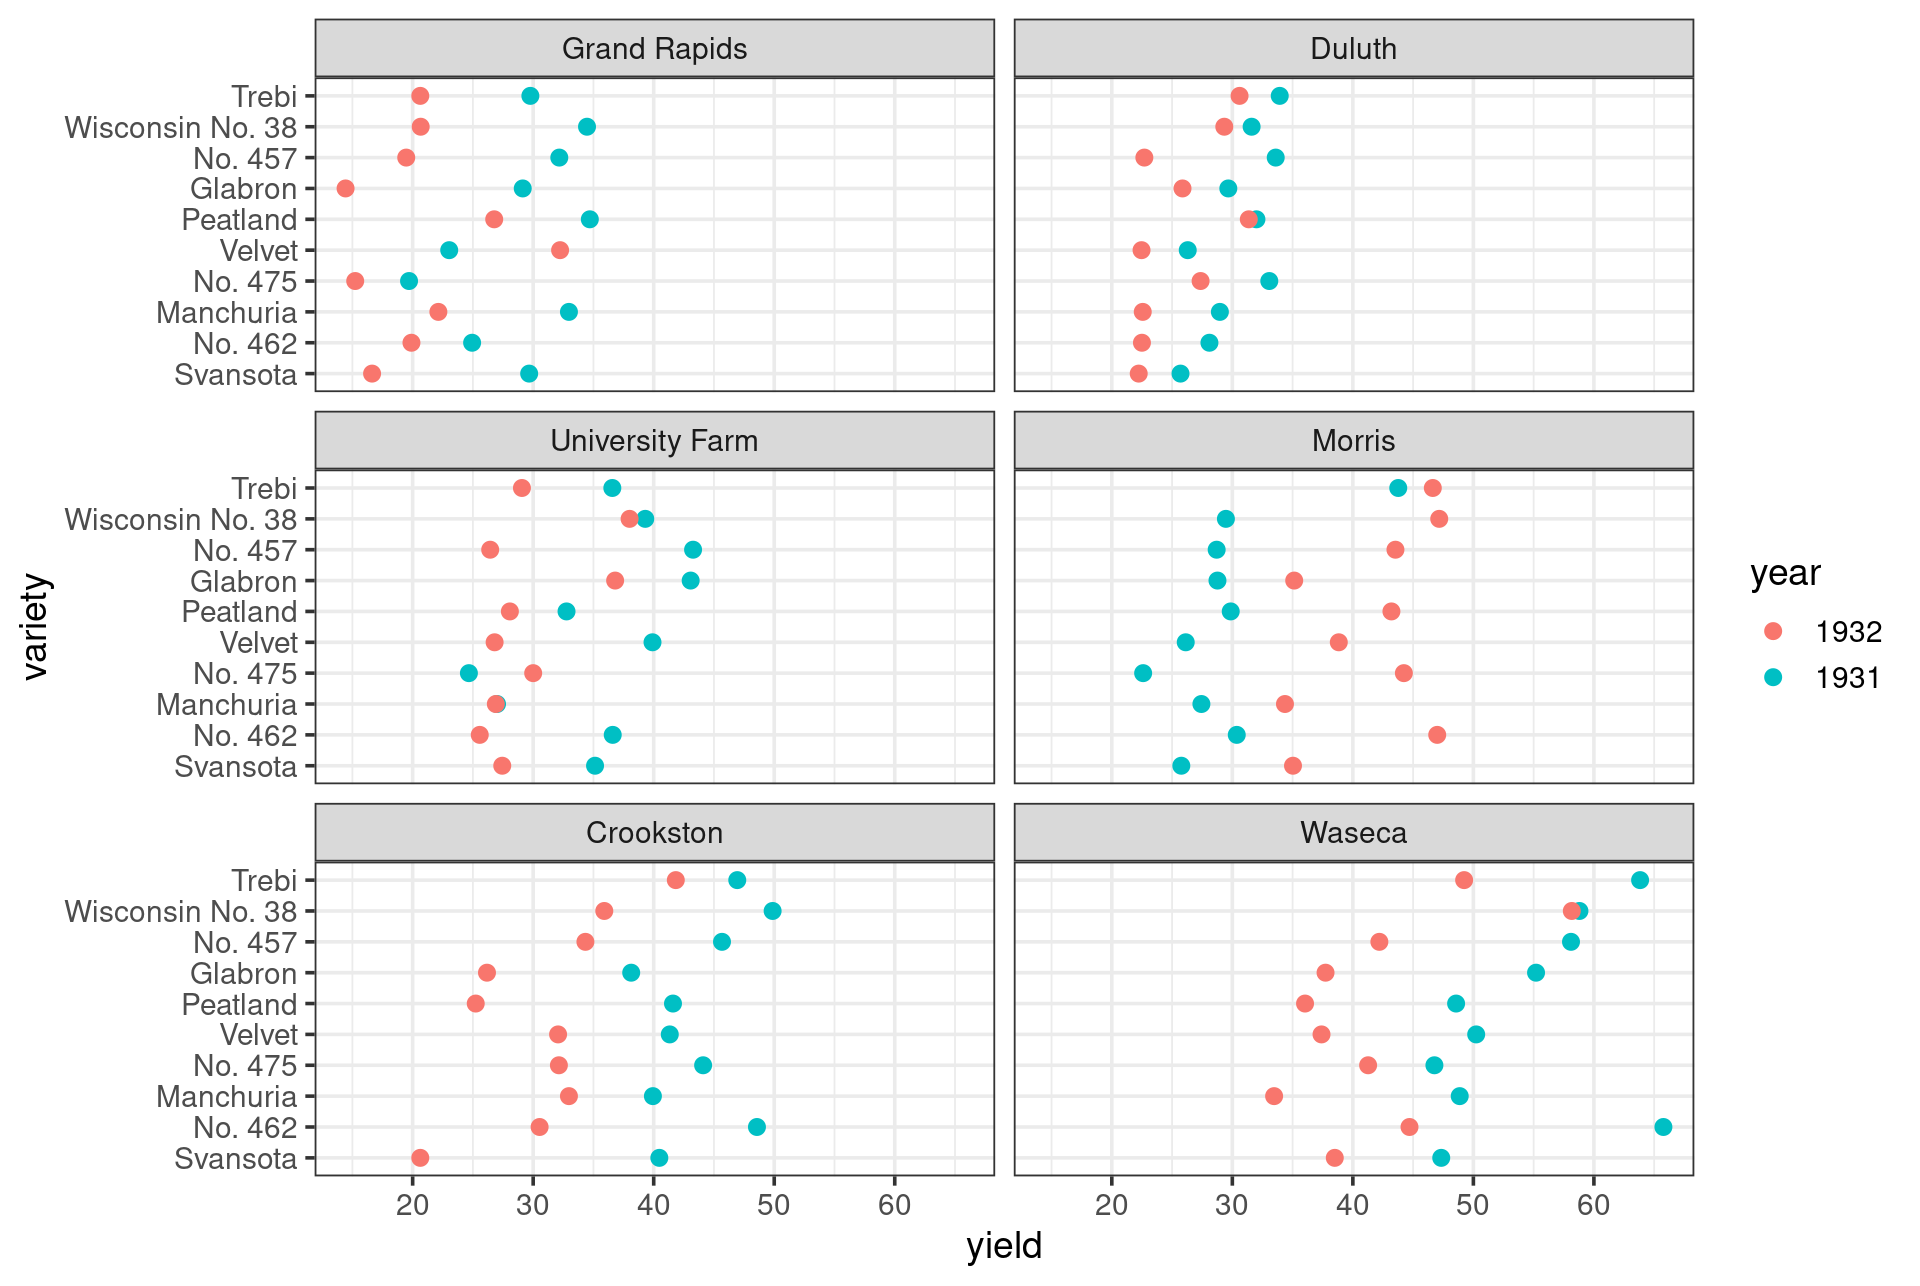 Grand Rapids
Duluth
Trebi
Wisconsin No. 38
No. 457
Glabron
Peatland
Velvet
No. 475
Manchuria
No. 462
Svansota
University Farm
Morris
Trebi
Wisconsin No. 38
No. 457
Glabron
Peatland
Velvet
No. 475
Manchuria
No. 462
Svansota
Crookston
Waseca
Trebi
Wisconsin No. 38
No. 457
Glabron
Peatland
Velvet
No. 475
Manchuria
No. 462
Svansota
20 30 40 50 60
20 30 40 50 60
yield
variety
year
1932
1931